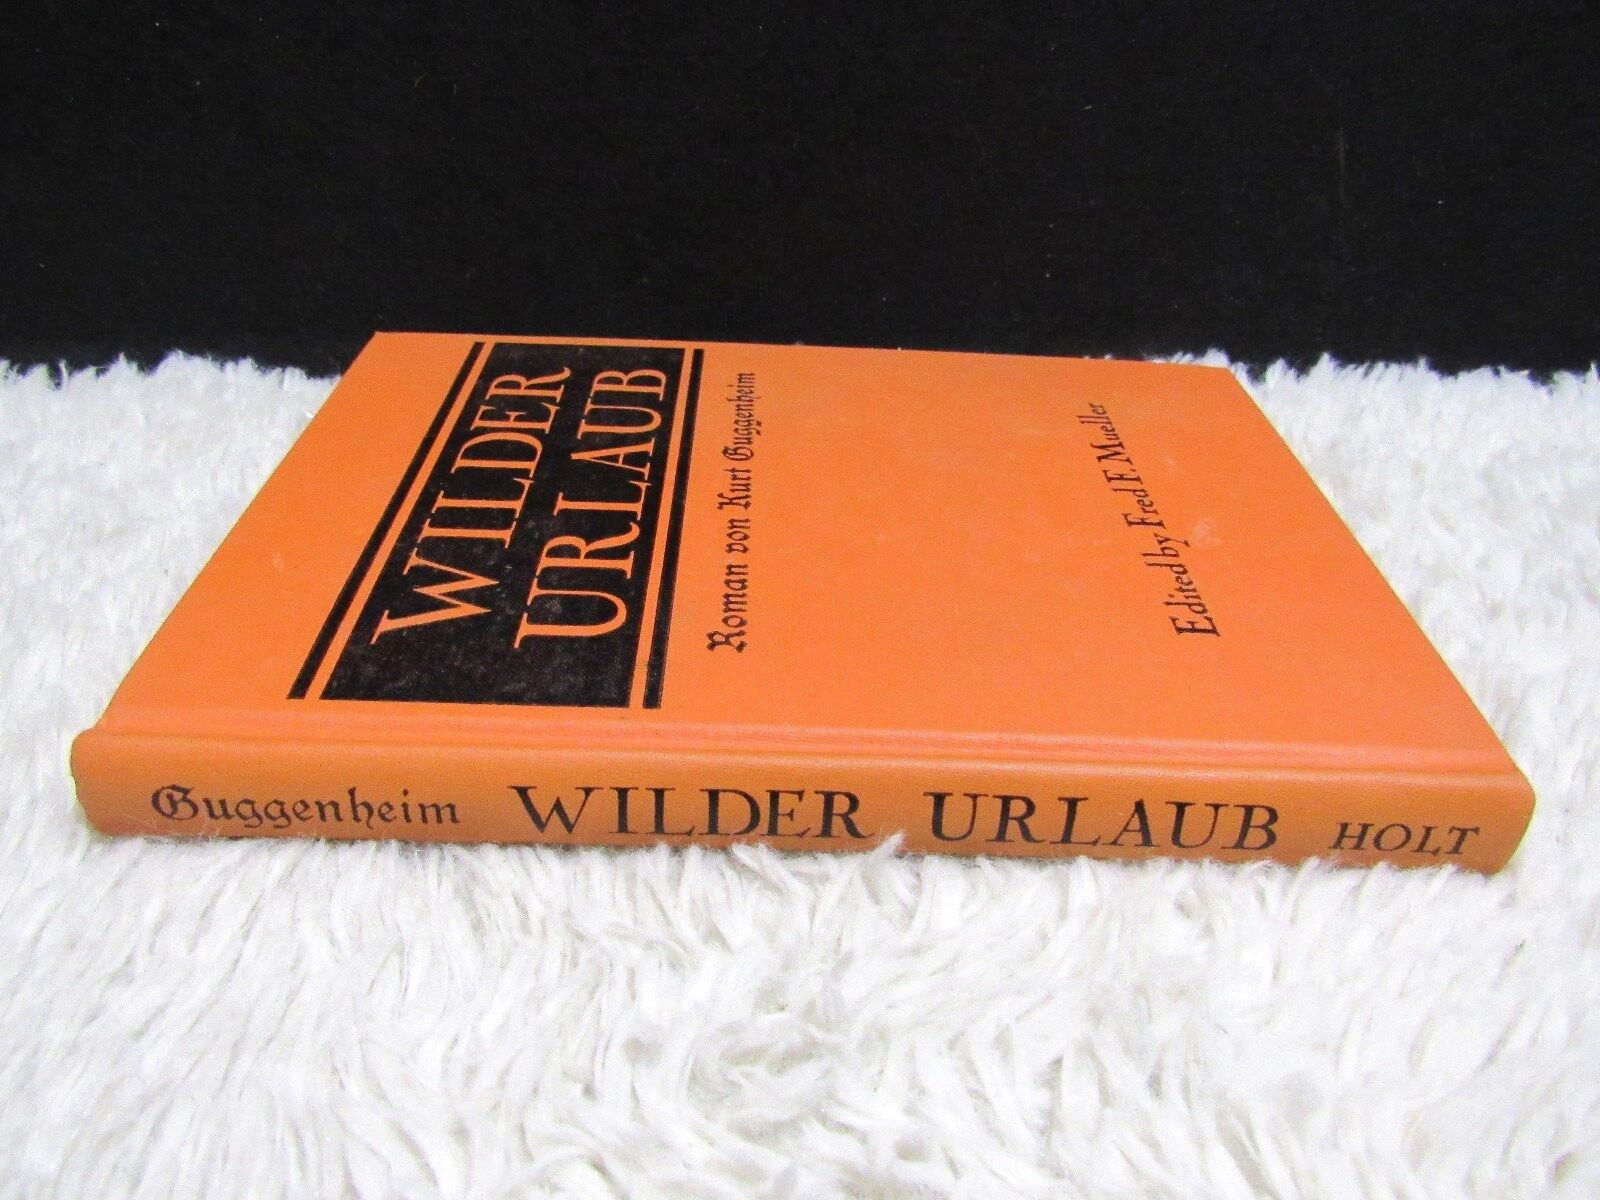 WILDER
URLAUB
Roman von Kurt Guggenheim
Edited by Fred F. Mueller
Guggenheim WILDER URLAUB HOLT